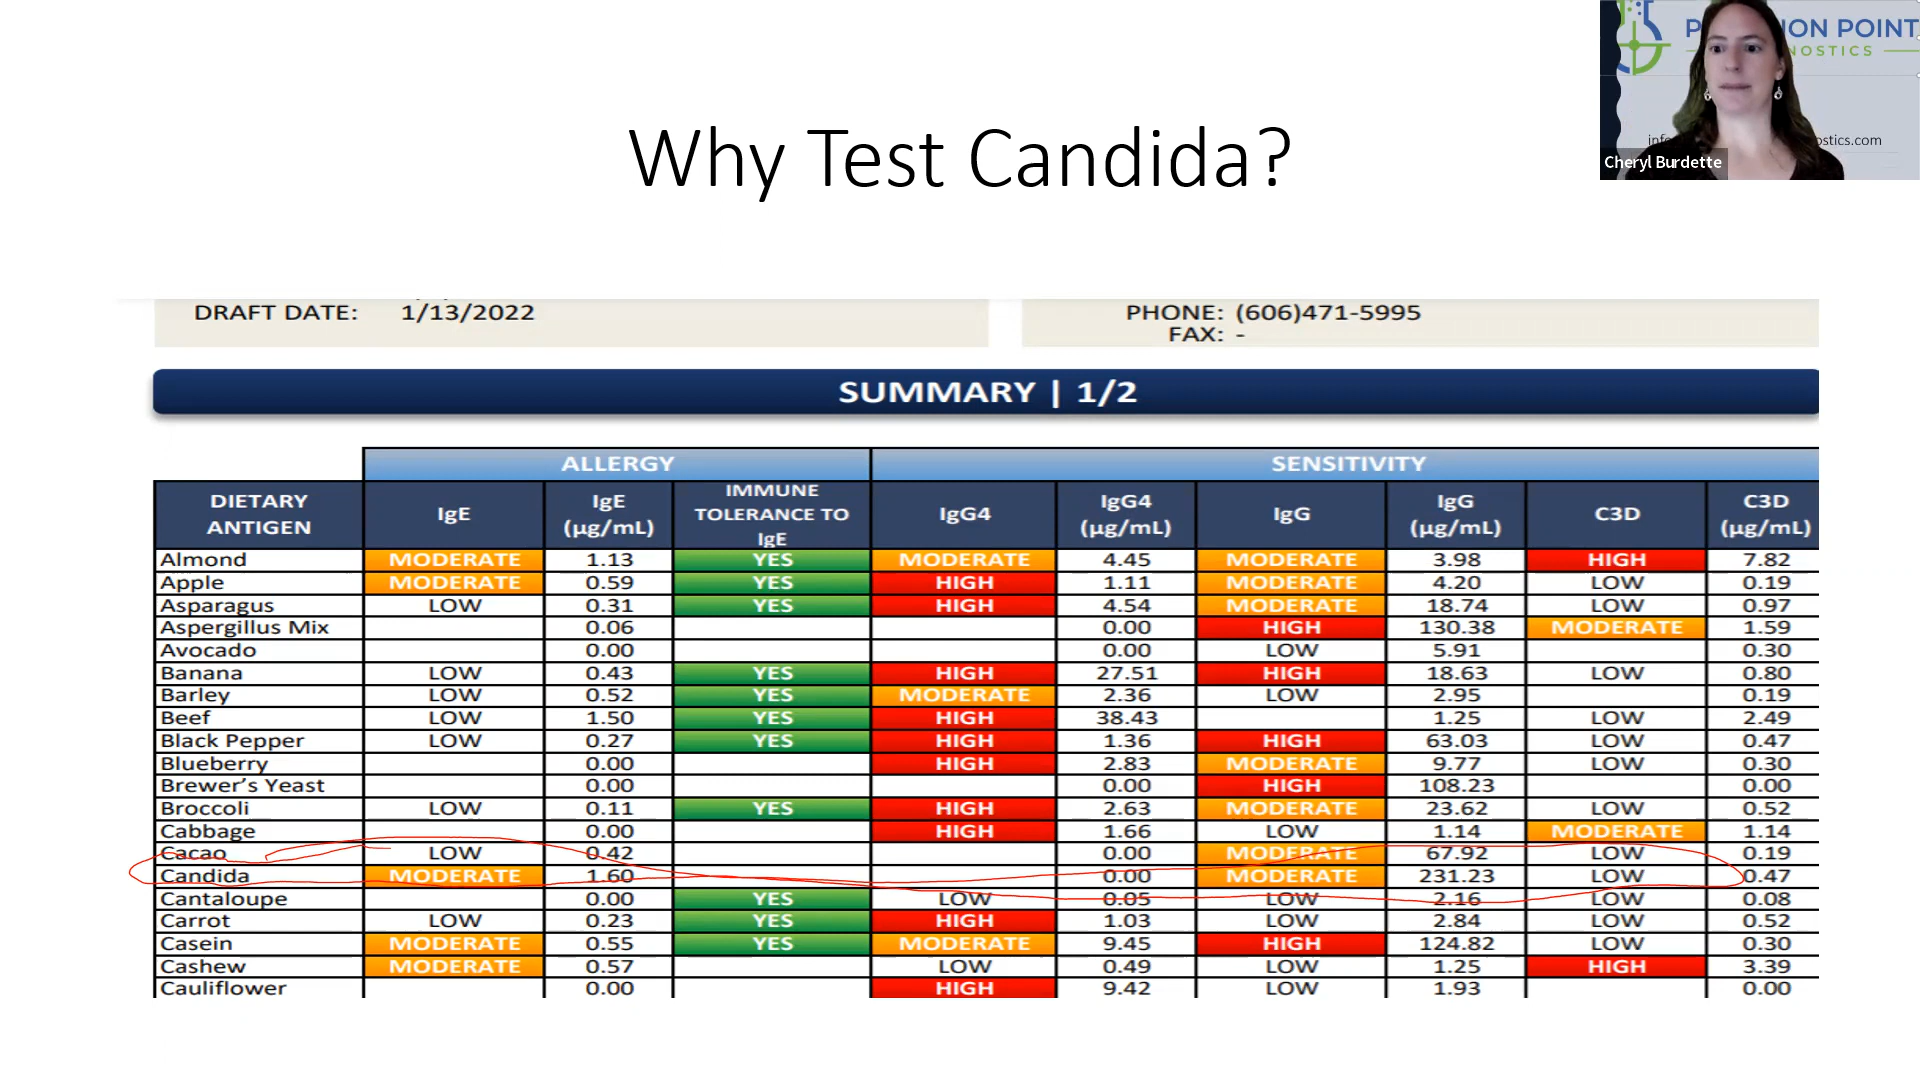 ION POINT
NOSTICS
ostics.com
Cheryl Burdette
Why Test Candida?
DRAFT DATE: 1/13/2022 PHONE: (606)471-5995
FAX: -
SUMMARY | 1/2
ALLERGY SENSITIVITY
DIETARY ANTIGEN IgE IgE (µg/mL) IMMUNE TOLERANCE TO IgE IgG4 IgG4 (µg/mL) IgG IgG (µg/mL) C3D C3D (µg/mL)
Almond MODERATE 1.13 YES MODERATE 4.45 MODERATE 3.98 HIGH 7.82
Apple MODERATE 0.59 YES HIGH 1.11 MODERATE 4.20 LOW 0.19
Asparagus LOW 0.31 YES HIGH 4.54 MODERATE 18.74 LOW 0.97
Aspergillus Mix 0.06 0.00 HIGH 130.38 MODERATE 1.59
Avocado 0.00 0.00 LOW 5.91 0.30
Banana LOW 0.43 YES HIGH 27.51 HIGH 18.63 LOW 0.80
Barley LOW 0.52 YES MODERATE 2.36 LOW 2.95 0.19
Beef LOW 1.50 YES HIGH 38.43 1.25 LOW 2.49
Black Pepper LOW 0.27 YES HIGH 1.36 HIGH 63.03 LOW 0.47
Blueberry 0.00 HIGH 2.83 MODERATE 9.77 LOW 0.30
Brewer’s Yeast 0.00 0.00 HIGH 108.23 0.00
Broccoli LOW 0.11 YES HIGH 2.63 MODERATE 23.62 LOW 0.52
Cabbage 0.00 HIGH 1.66 LOW 1.14 MODERATE 1.14
Cacao LOW 0.42 0.00 MODERATE 67.92 LOW 0.19
Candida MODERATE 1.60 0.00 MODERATE 231.23 LOW 0.47
Cantaloupe 0.00 YES LOW 0.05 LOW 2.16 LOW 0.08
Carrot LOW 0.23 YES HIGH 1.03 LOW 2.84 LOW 0.52
Casein MODERATE 0.55 YES MODERATE 9.45 HIGH 124.82 LOW 0.30
Cashew MODERATE 0.57 LOW 0.49 LOW 1.25 HIGH 3.39
Cauliflower 0.00 HIGH 9.42 LOW 1.93 0.00